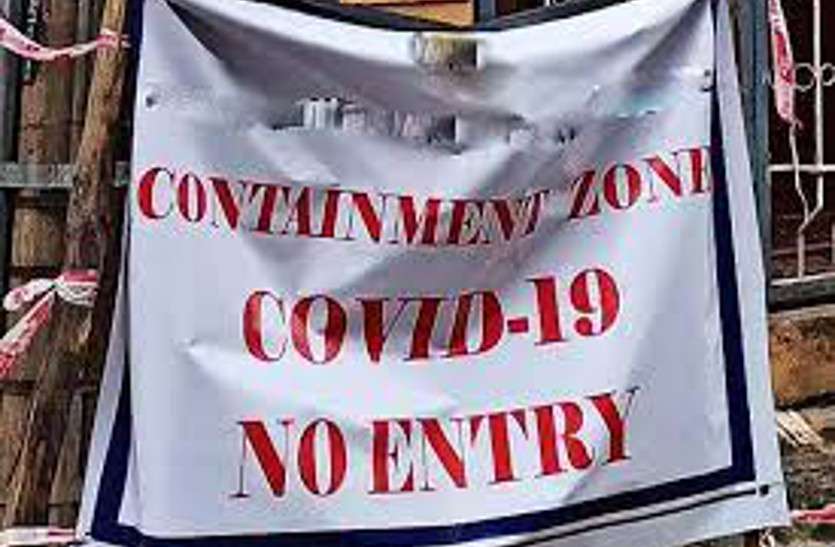 CONTAINMENT ZONE
COVID-19
NO ENTRY